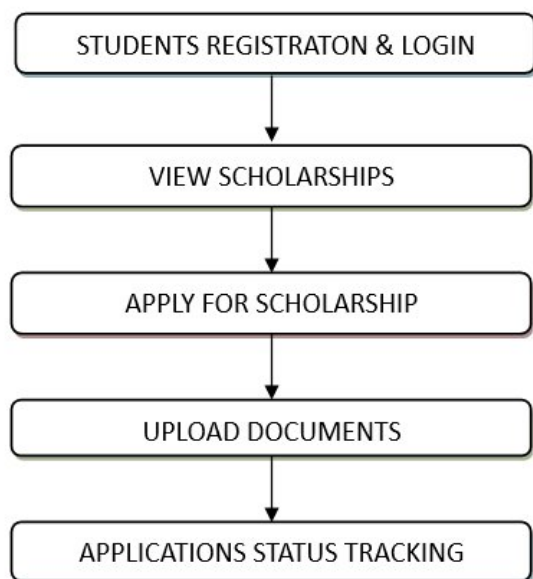 STUDENTS REGISTRATON & LOGIN
VIEW SCHOLARSHIPS
APPLY FOR SCHOLARSHIP
UPLOAD DOCUMENTS
APPLICATIONS STATUS TRACKING